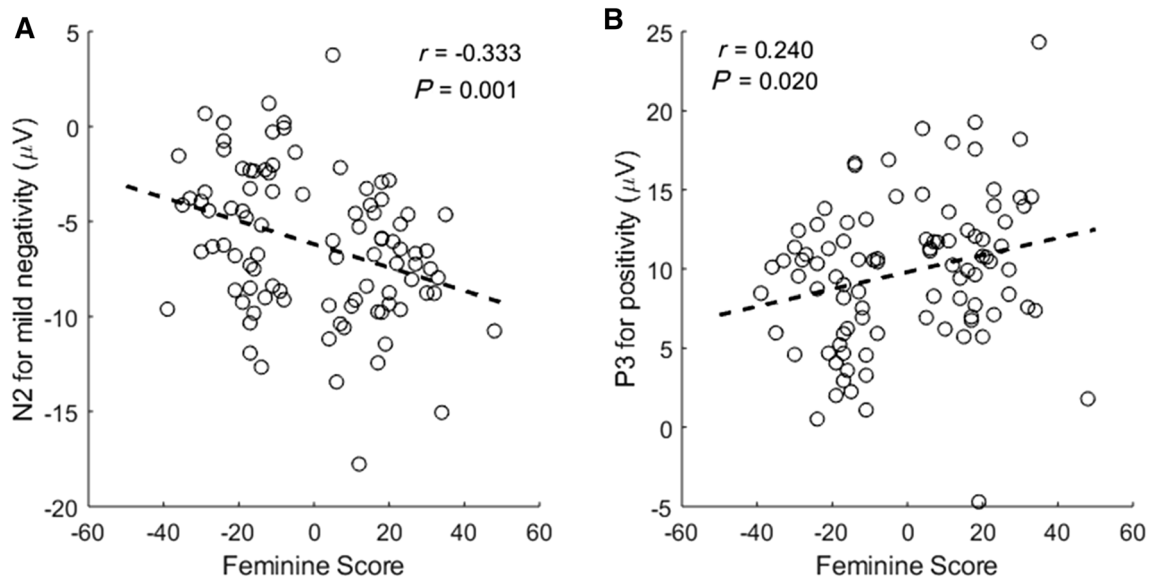 A
r = -0.333
P = 0.001
N2 for mild negativity (μV)
5
0
-5
-10
-15
-20
-60 -40 -20 0 20 40 60
Feminine Score
B
r = 0.240
P = 0.020
P3 for positivity (μV)
25
20
15
10
5
0
-5
-60 -40 -20 0 20 40 60
Feminine Score